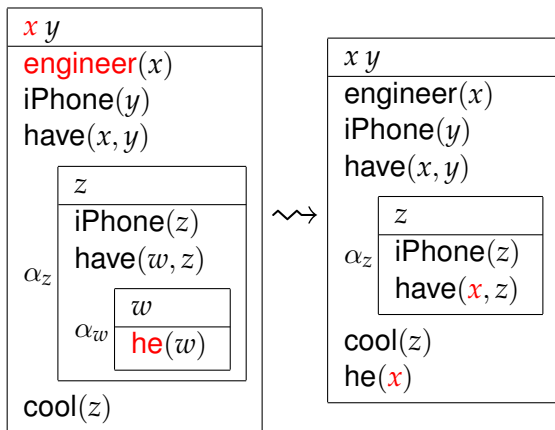 x y
engineer(x)
iPhone(y)
have(x, y)
z
iPhone(z)
have(w, z)
α_z
α_w
w
he(w)
cool(z)
⇝
x y
engineer(x)
iPhone(y)
have(x, y)
z
α_z iPhone(z)
have(x, z)
cool(z)
he(x)